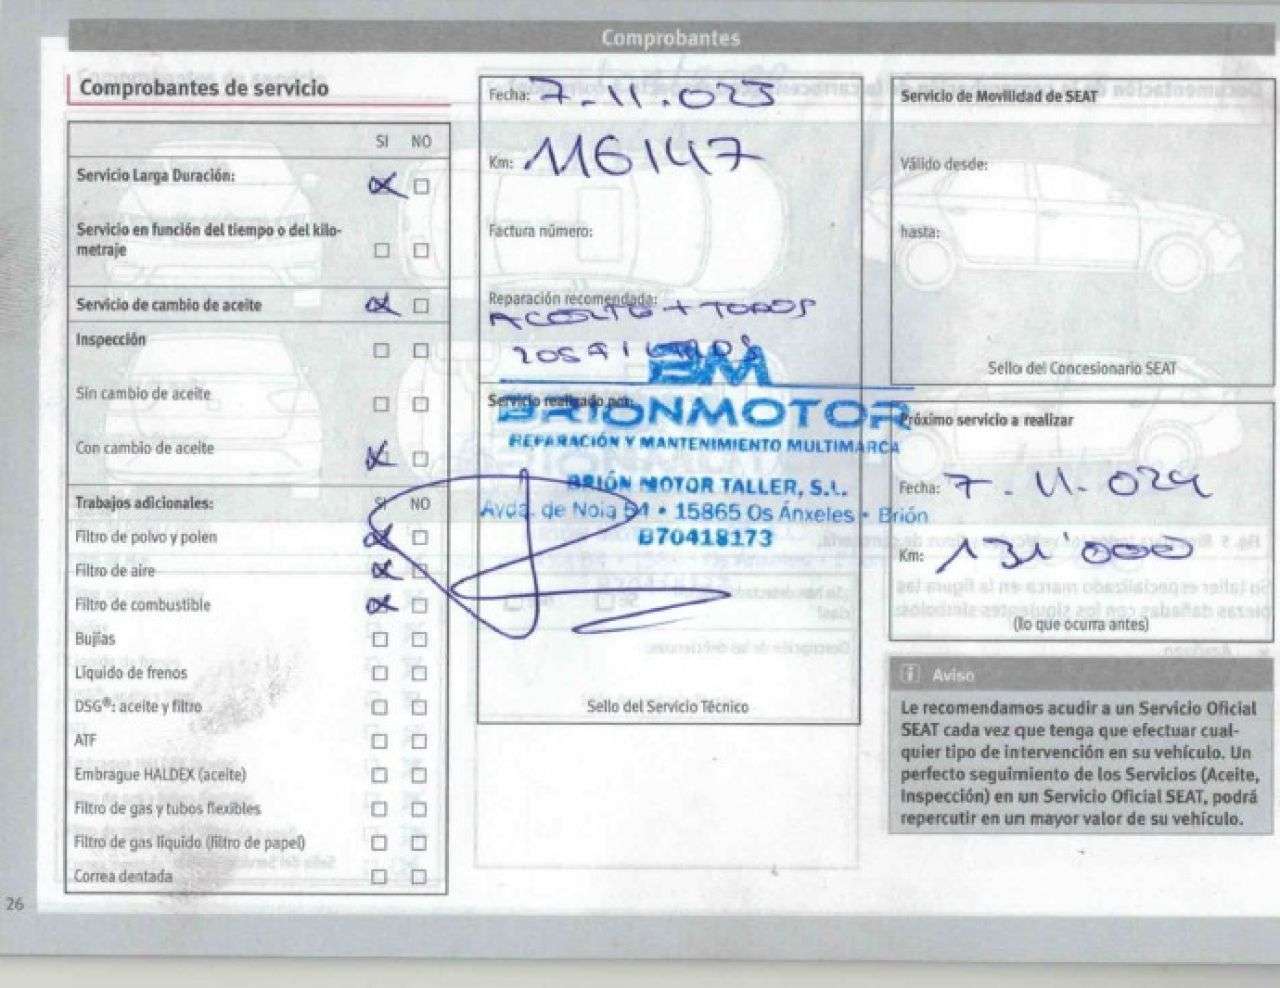 Comprobantes
Comprobantes de servicio
SI NO
Servicio Larga Duración:
Servicio en función del tiempo o del kilo-
metraje
Servicio de cambio de aceite
Inspección
Sin cambio de aceite
Con cambio de aceite
Trabajos adicionales: SI NO
Filtro de polvo y polen
Filtro de aire
Filtro de combustible
Bujías
Líquido de frenos
DSG®: aceite y filtro
ATF
Embrague HALDEX (aceite)
Filtro de gas y tubos flexibles
Filtro de gas líquido (filtro de papel)
Correa dentada
26
Fecha: 7-11.023
Km: 116147
Factura número:
Reparación recomendada:
+ TODOS
Servicio realizado por:
BM
BRIONMOTOR
REPARACIÓN Y MANTENIMIENTO MULTIMARCA
BRIÓN MOTOR TALLER, S.L.
Avda. de Noia 54 • 15865 Os Ánxeles • Brión
B70418173
Sello del Servicio Técnico
Servicio de Movilidad de SEAT
Válido desde:
hasta:
Sello del Concesionario SEAT
Próximo servicio a realizar
Fecha: 7-11.024
Km: 131'000
(lo que ocurra antes)
Aviso
Le recomendamos acudir a un Servicio Oficial
SEAT cada vez que tenga que efectuar cual-
quier tipo de intervención en su vehículo. Un
perfecto seguimiento de los Servicios (Aceite,
Inspección) en un Servicio Oficial SEAT, podrá
repercutir en un mayor valor de su vehículo.